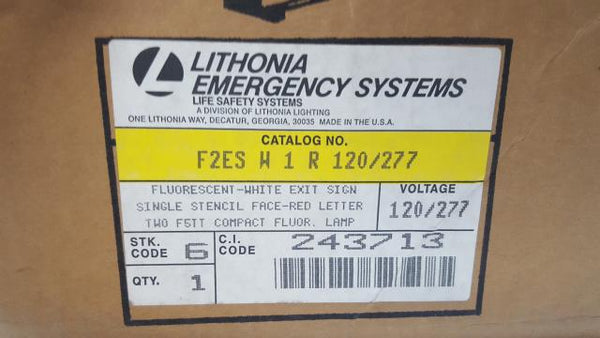 LITHONIA
EMERGENCY SYSTEMS
LIFE SAFETY SYSTEMS
A DIVISION OF LITHONIA LIGHTING
ONE LITHONIA WAY, DECATUR, GEORGIA, 30035 MADE IN THE U.S.A.
CATALOG NO.
F2ES W 1 R 120/277
FLUORESCENT-WHITE EXIT SIGN
SINGLE STENCIL FACE-RED LETTER
TWO F5TT COMPACT FLUOR. LAMP
VOLTAGE
120/277
STK. CODE 6
C.I. CODE 243713
QTY. 1